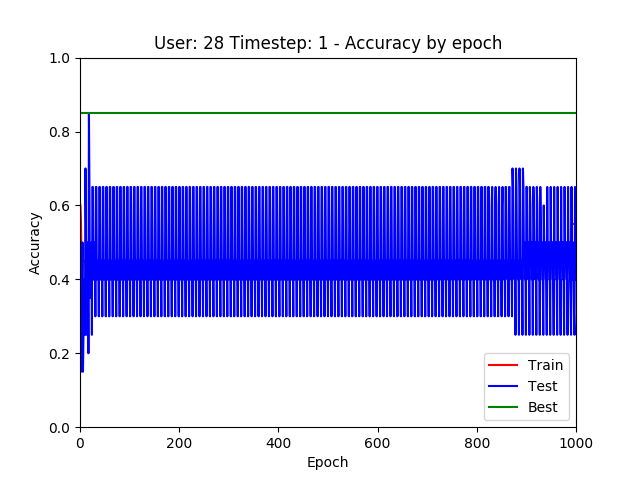 User: 28 Timestep: 1 - Accuracy by epoch
1.0
0.8
0.6
0.4
0.2
0.0
Accuracy
0 200 400 600 800 1000
Epoch
Train
Test
Best